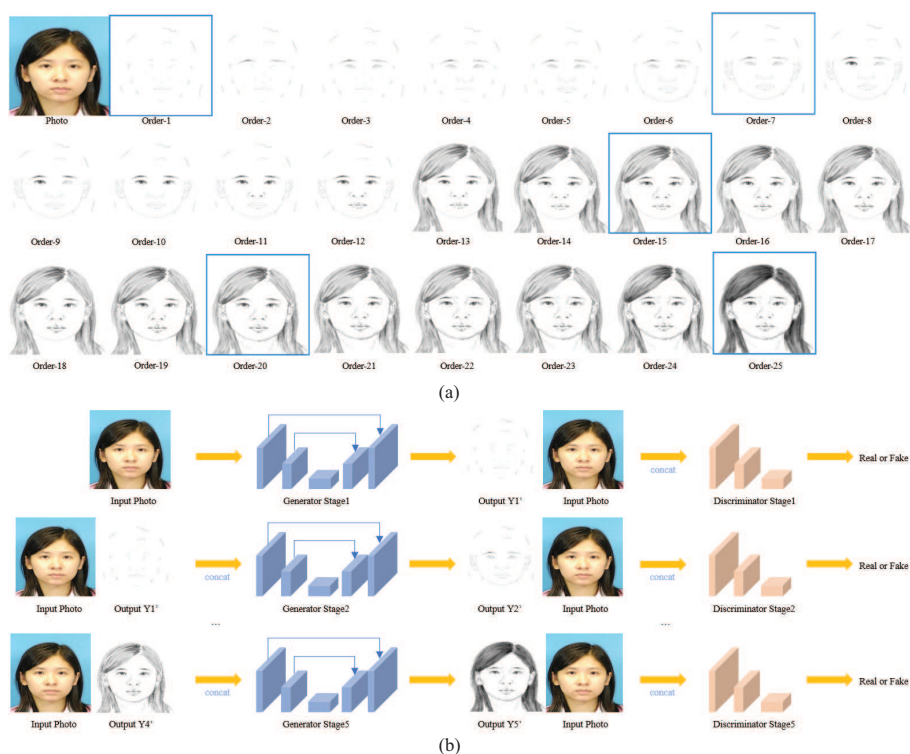 Photo Order-1 Order-2 Order-3 Order-4 Order-5 Order-6 Order-7 Order-8
Order-9 Order-10 Order-11 Order-12 Order-13 Order-14 Order-15 Order-16 Order-17
Order-18 Order-19 Order-20 Order-21 Order-22 Order-23 Order-24 Order-25
(a)
concat Real or Fake
Input Photo Generator Stage1 Output Y1' Input Photo Discriminator Stage1
concat concat Real or Fake
Input Photo Output Y1' Generator Stage2 Output Y2' Input Photo Discriminator Stage2
... ...
concat concat Real or Fake
Input Photo Output Y4' Generator Stage5 Output Y5' Input Photo Discriminator Stage5
(b)